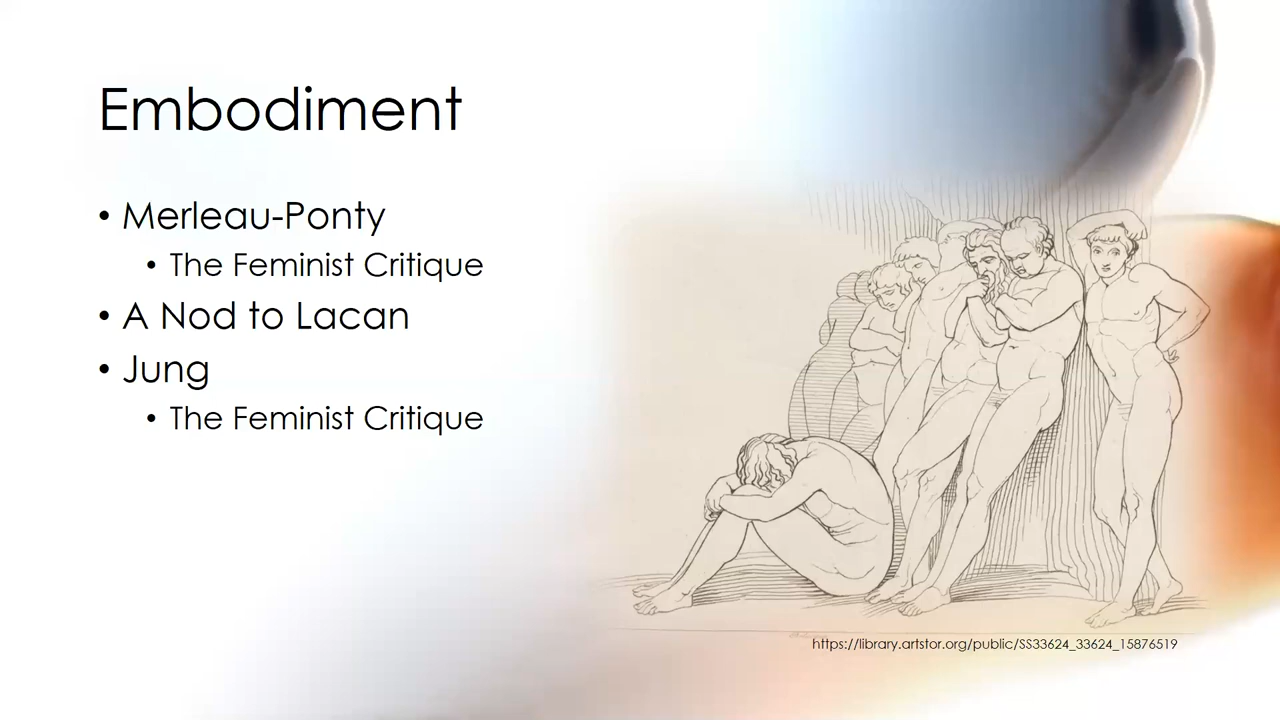 Embodiment
• Merleau-Ponty
• The Feminist Critique
• A Nod to Lacan
• Jung
• The Feminist Critique
https://library.artstor.org/public/SS33624_33624_15876519